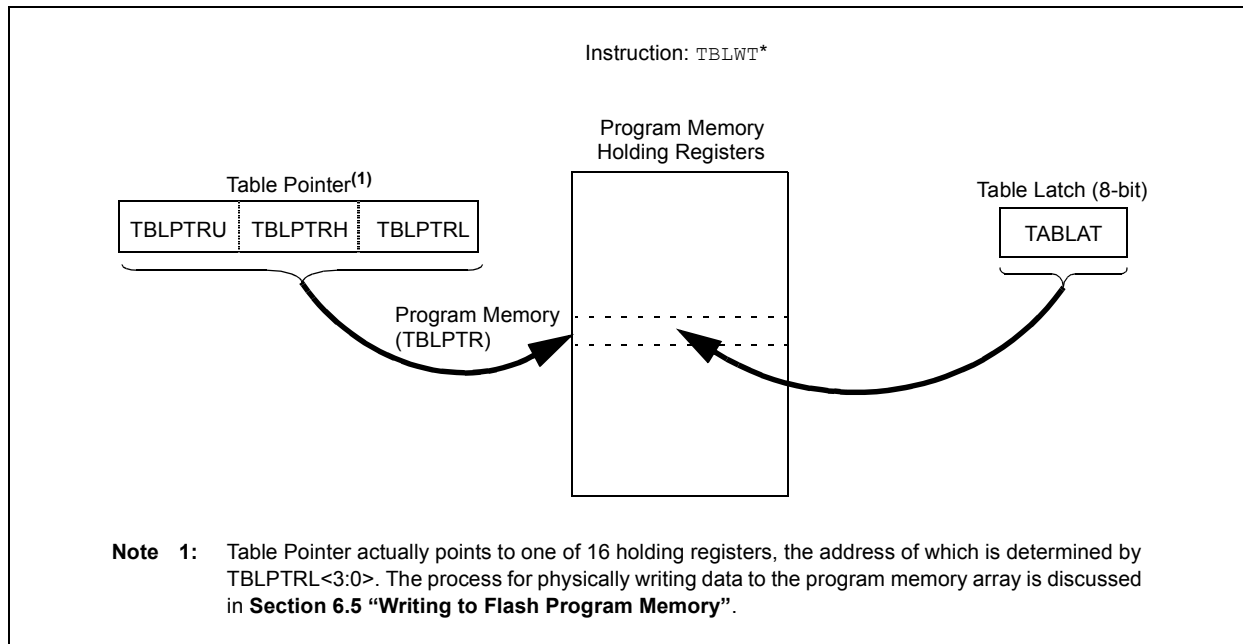 Instruction: TBLWT*
Program Memory
Holding Registers
Table Pointer(1)
Table Latch (8-bit)
TBLPTRU TBLPTRH TBLPTRL
TABLAT
Program Memory
(TBLPTR)
Note 1: Table Pointer actually points to one of 16 holding registers, the address of which is determined by
TBLPTRL<3:0>. The process for physically writing data to the program memory array is discussed
in Section 6.5 “Writing to Flash Program Memory”.